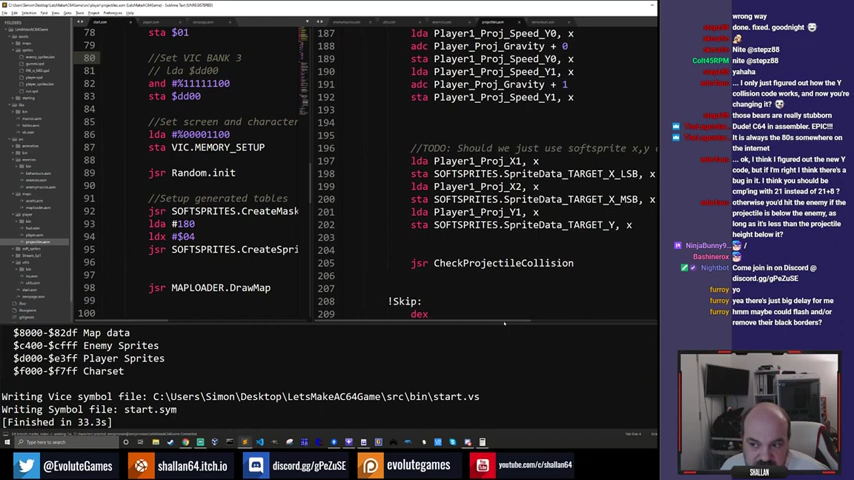 78 sta $01
79
80 //Set VIC BANK 3
81 // lda $dd00
82 and #%11111100
83 sta $dd00
84
85 //Set screen and character
86 lda #%00001100
87 sta VIC.MEMORY_SETUP
88
89 jsr Random.init
90
91 //Setup generated tables
92 jsr SOFTSPRITES.CreateMask
93 lda #180
94 ldx #$04
95 jsr SOFTSPRITES.CreateSpri
96
97
98 jsr MAPLOADER.DrawMap
99
100
187 lda Player1_Proj_Speed_Y0, x
188 adc Player1_Proj_Gravity + 0
189 sta Player1_Proj_Speed_Y0, x
190 lda Player1_Proj_Speed_Y1, x
191 adc Player1_Proj_Gravity + 1
192 sta Player1_Proj_Speed_Y1, x
193
194
195
196 //TODO: Should we just use softsprite x,y
197 lda Player1_Proj_X1, x
198 sta SOFTSPRITES.SpriteData_TARGET_X_LSB, x
199 lda Player1_Proj_X2, x
200 sta SOFTSPRITES.SpriteData_TARGET_X_MSB, x
201 lda Player1_Proj_Y1, x
202 sta SOFTSPRITES.SpriteData_TARGET_Y, x
203
204
205 jsr CheckProjectileCollision
206
207
208 !Skip:
209 dex
$8000-$82df Map data
$c400-$cfff Enemy Sprites
$d000-$e3ff Player Sprites
$f000-$f7ff Charset
Writing Vice symbol file: C:\Users\Simon\Desktop\LetsMakeAC64Game\src\bin\start.vs
Writing Symbol file: start.sym
[Finished in 33.3s]
Type here to search
wrong way
done. fixed. goodnight
Nite @stepz88
Colt45RPM Nite @stepz88
yahaha
... I only just figured out how the Y
collision code works, and now you're
changing it?
those bears are really stubborn
Dude! C64 in assembler. EPIC!!!
It is always the 80s somewhere on
the internet
... ok, I think I figured out the new Y
code, but if I'm right I think there's a
bug in it. I think you should be
cmp'ing with 21 instead of 21+8 ?
otherwise you'd hit the enemy if the
projectile is below the enemy, as
long as it's less than the projectile
height below it?
NinjaBunny9... /
Bashinerox
Nightbot Come join in on Discord @
discord.gg/gPeZuSE
furroy yo
furroy yea there's just big delay for me
furroy hmm maybe could flash and/or
remove their black borders?
SHALLAN
@EvoluteGames
shallan64.itch.io
discord.gg/gPeZuSE
evolutegames
youtube.com/c/shallan64